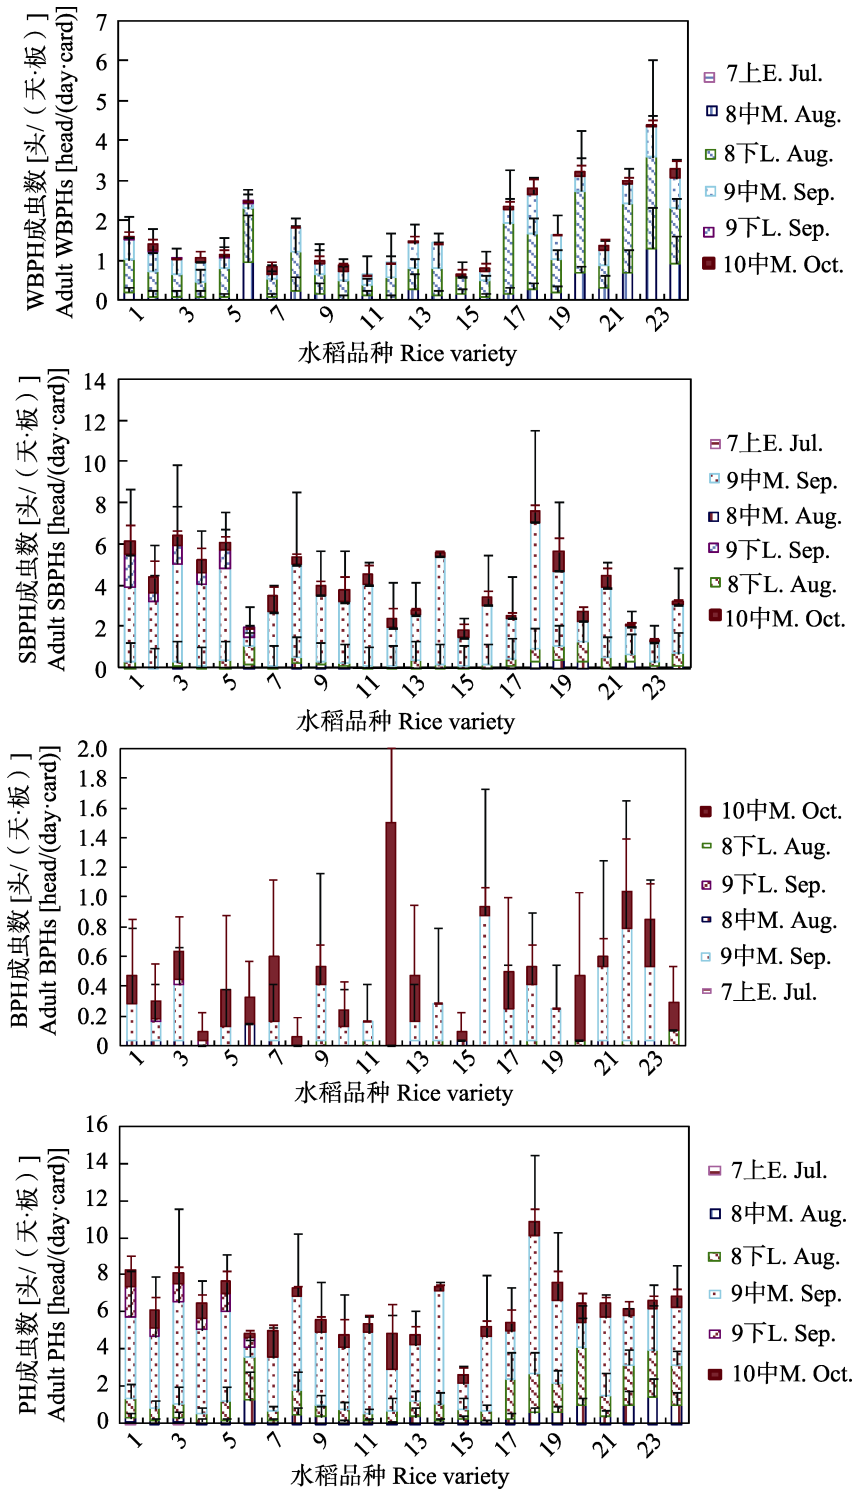 WBPH成虫数 [头/（天·板）]
Adult WBPHs [head/(day·card)]
7
6
5
4
3
2
1
0
1 3 5 7 9 11 13 15 17 19 21 23
水稻品种 Rice variety
7上E. Jul.
8中M. Aug.
8下L. Aug.
9中M. Sep.
9下L. Sep.
10中M. Oct.
SBPH成虫数 [头/（天·板）]
Adult SBPHs [head/(day·card)]
14
12
10
8
6
4
2
0
1 3 5 7 9 11 13 15 17 19 21 23
水稻品种 Rice variety
7上E. Jul.
9中M. Sep.
8中M. Aug.
9下L. Sep.
8下L. Aug.
10中M. Oct.
BPH成虫数 [头/（天·板）]
Adult BPHs [head/(day·card)]
2.0
1.8
1.6
1.4
1.2
1.0
0.8
0.6
0.4
0.2
0
1 3 5 7 9 11 13 15 17 19 21 23
水稻品种 Rice variety
10中M. Oct.
8下L. Aug.
9下L. Sep.
8中M. Aug.
9中M. Sep.
7上E. Jul.
PH成虫数 [头/（天·板）]
Adult PHs [head/(day·card)]
16
14
12
10
8
6
4
2
0
1 3 5 7 9 11 13 15 17 19 21 23
水稻品种 Rice variety
7上E. Jul.
8中M. Aug.
8下L. Aug.
9中M. Sep.
9下L. Sep.
10中M. Oct.